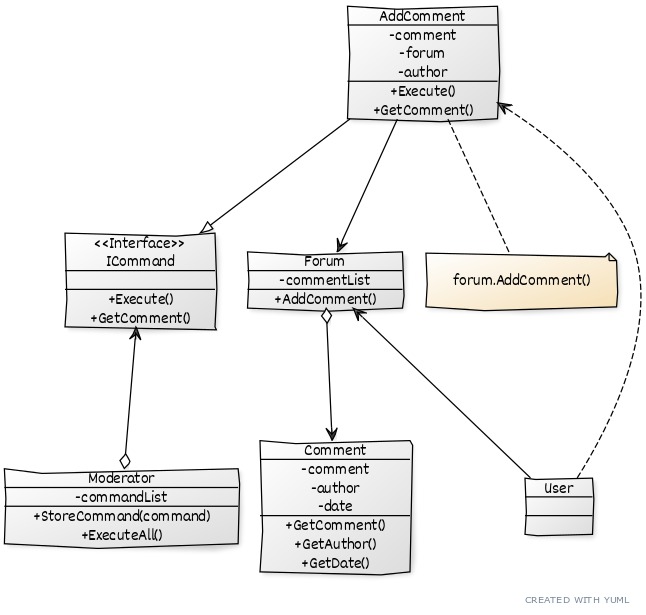 AddComment
-comment
-forum
-author
+Execute()
+GetComment()
<<Interface>>
ICommand
+Execute()
+GetComment()
Forum
-commentList
+AddComment()
forum.AddComment()
Moderator
-commandList
+StoreCommand(command)
+ExecuteAll()
Comment
-comment
-author
-date
+GetComment()
+GetAuthor()
+GetDate()
User
CREATED WITH YUML